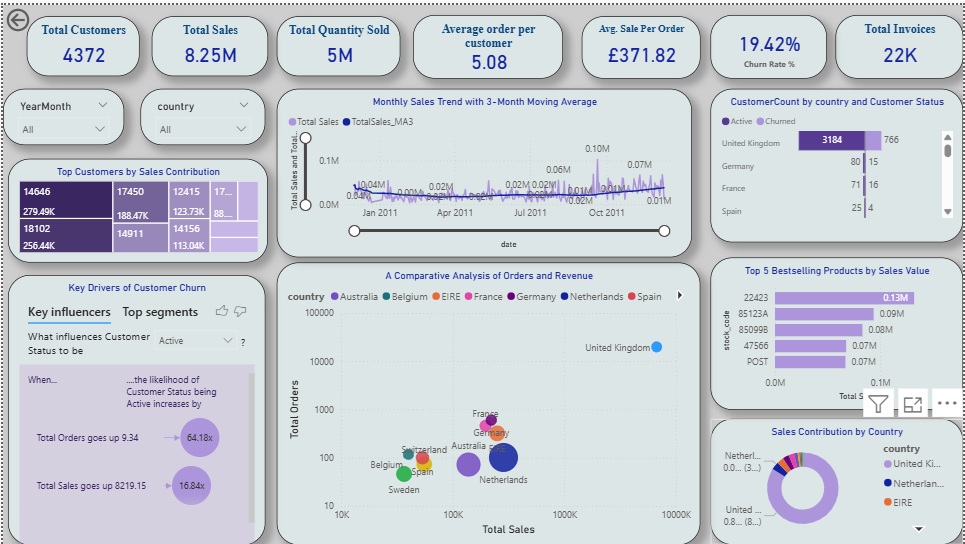 Total Customers
4372
Total Sales
8.25M
Total Quantity Sold
5M
Average order per
customer
5.08
Avg. Sale Per Order
£371.82
19.42%
Churn Rate %
Total Invoices
22K
YearMonth
All
country
All
Top Customers by Sales Contribution
14646
279.49K
18102
256.44K
17450
188.47K
14911
12415
123.73K
14156
113.04K
17...
88....
Monthly Sales Trend with 3-Month Moving Average
Total Sales
TotalSales_MA3
Total Sales and Total...
0.1M
0.0M
0.04M
0.00M
0.02M
0.02M
0.02M
0.06M
0.02M
0.10M
0.07M
0.01M
Jan 2011
Apr 2011
Jul 2011
Oct 2011
date
CustomerCount by country and Customer Status
Active
Churned
United Kingdom
3184
766
Germany
80
15
France
71
16
Spain
25
4
Key Drivers of Customer Churn
Key influencers
Top segments
What influences Customer
Status to be
Active
?
When...
....the likelihood of
Customer Status being
Active increases by
Total Orders goes up 9.34
64.18x
Total Sales goes up 8219.15
16.84x
A Comparative Analysis of Orders and Revenue
country
Australia
Belgium
EIRE
France
Germany
Netherlands
Spain
Total Orders
100000
10000
1000
100
10
United Kingdom
France
Germany
Switzerland
Australia
Belgium
Spain
Netherlands
Sweden
10K
100K
1000K
10000K
Total Sales
Top 5 Bestselling Products by Sales Value
stock_code
22423
0.13M
85123A
0.09M
85099B
0.08M
47566
0.07M
POST
0.07M
0.0M
0.1M
Total S
Sales Contribution by Country
Netherl...
0.0... (3...)
United ...
0.8... (8...)
country
United Ki...
Netherlan...
EIRE